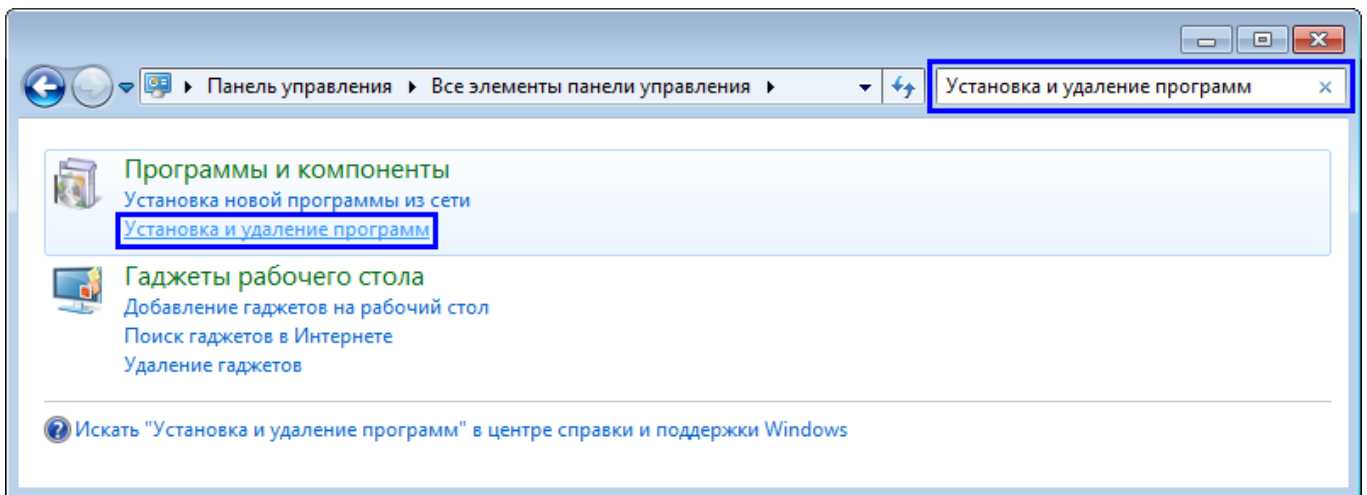 Панель управления ▸ Все элементы панели управления ▸
Установка и удаление программ
Программы и компоненты
Установка новой программы из сети
Установка и удаление программ
Гаджеты рабочего стола
Добавление гаджетов на рабочий стол
Поиск гаджетов в Интернете
Удаление гаджетов
Искать "Установка и удаление программ" в центре справки и поддержки Windows